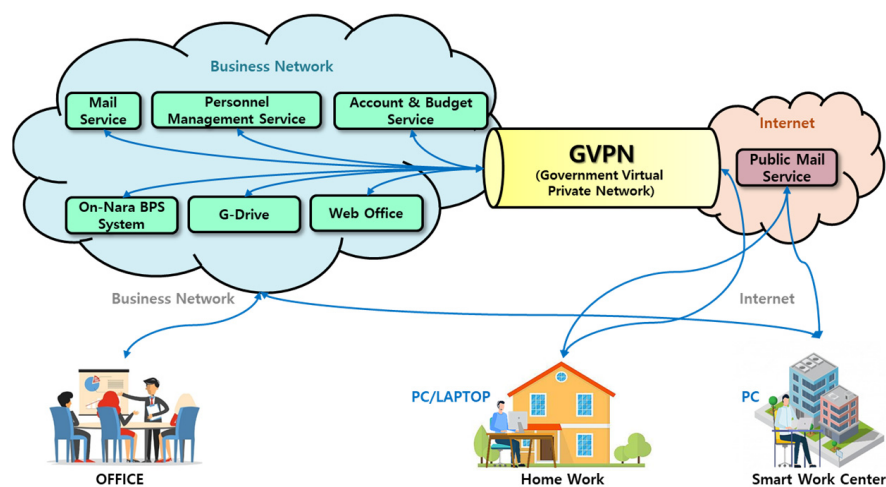 Business Network
Mail
Service
Personnel
Management Service
Account & Budget
Service
On-Nara BPS
System
G-Drive
Web Office
GVPN
(Government Virtual
Private Network)
Internet
Public Mail
Service
Business Network
Internet
PC/LAPTOP
PC
OFFICE
Home Work
Smart Work Center